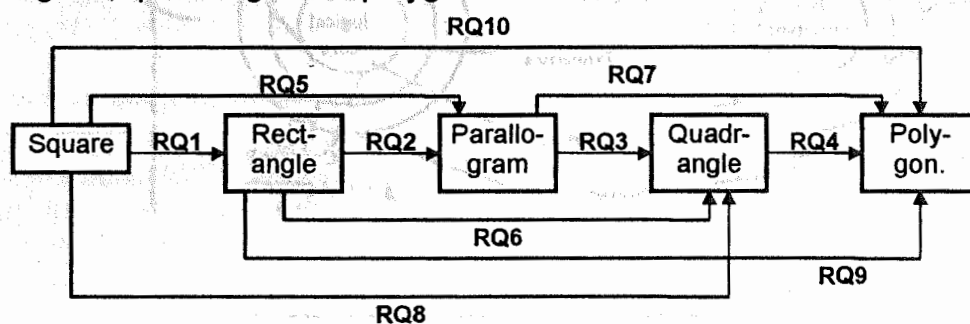 RQ10
RQ7
RQ5
Square
RQ1
Rect-
angle
RQ2
Parallo-
gram
RQ3
Quadr-
angle
RQ4
Poly-
gon.
RQ6
RQ9
RQ8